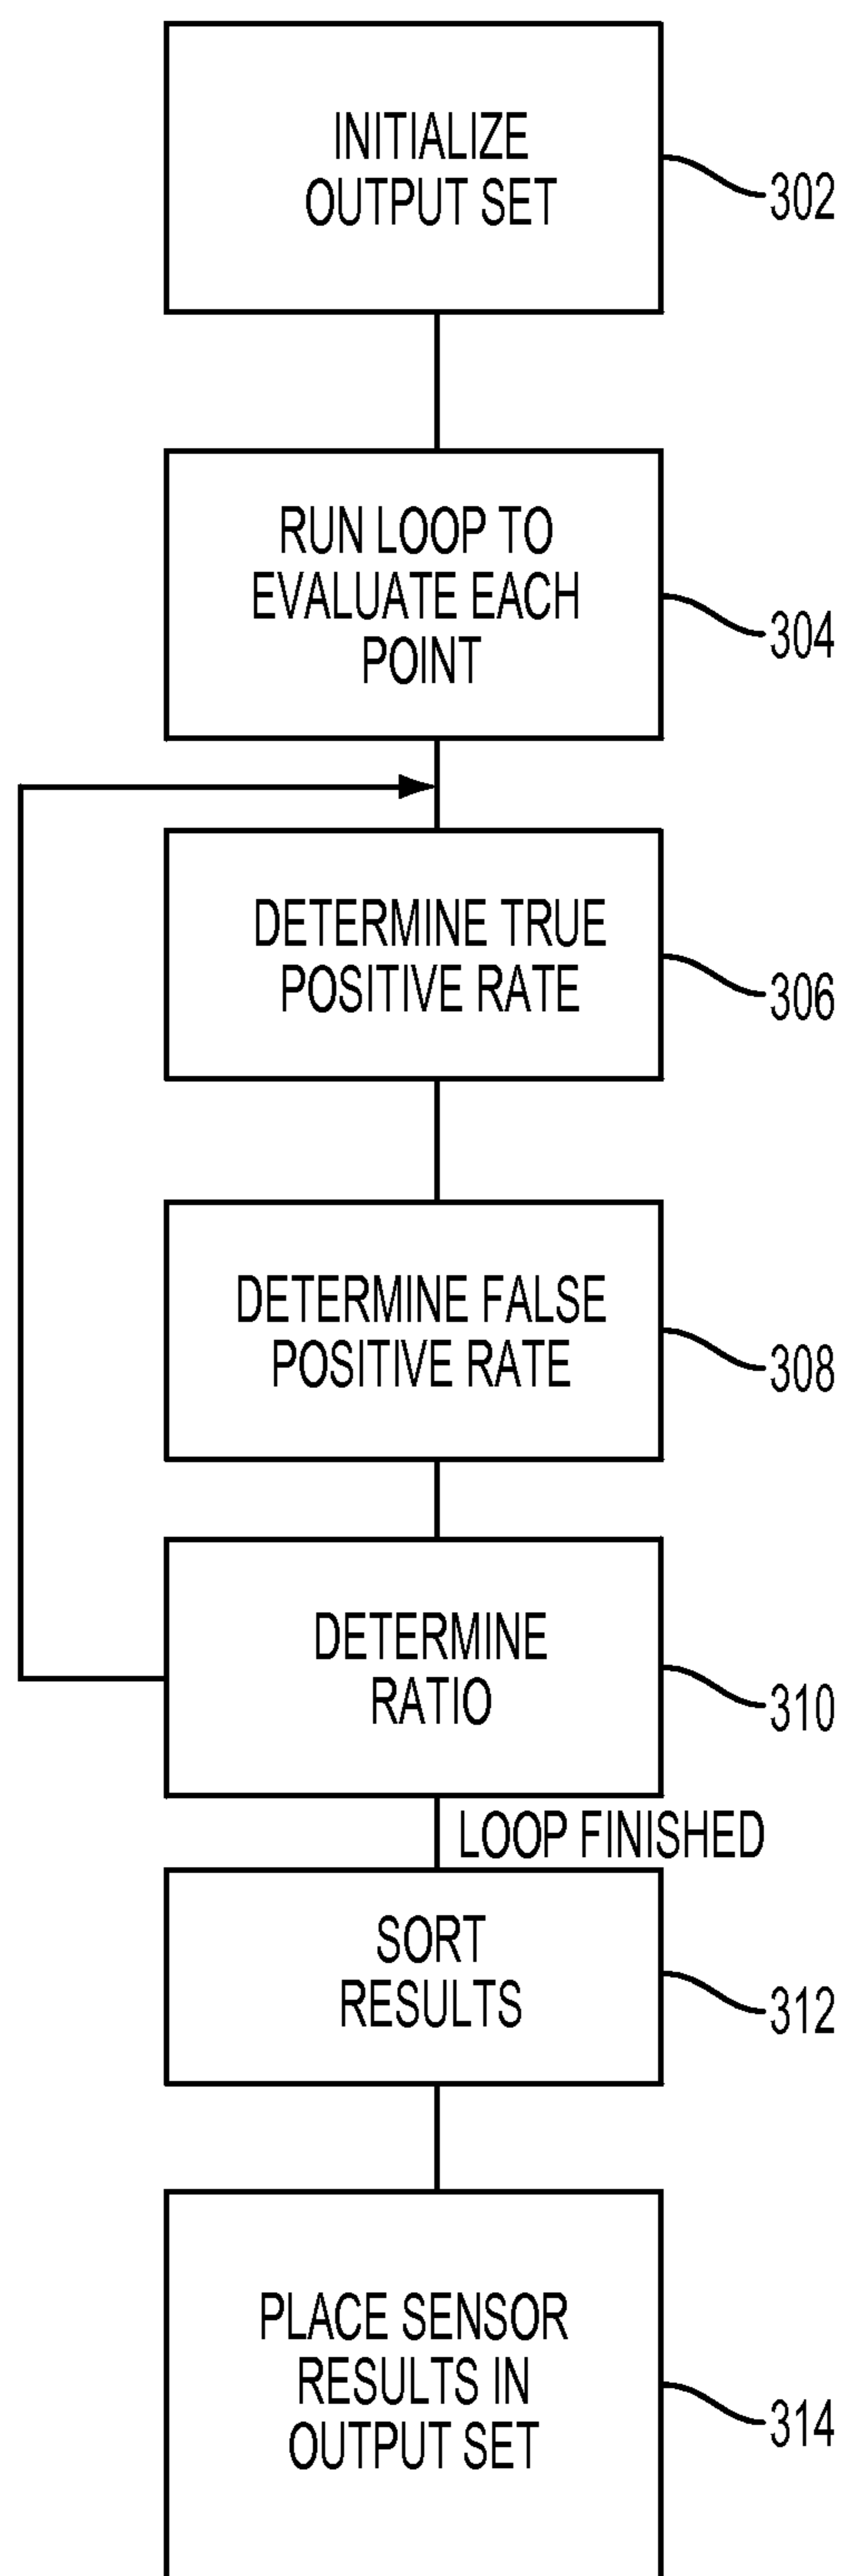 INITIALIZE
OUTPUT SET
302
RUN LOOP TO
EVALUATE EACH
POINT
304
DETERMINE TRUE
POSITIVE RATE
306
DETERMINE FALSE
POSITIVE RATE
308
DETERMINE
RATIO
310
LOOP FINISHED
SORT
RESULTS
312
PLACE SENSOR
RESULTS IN
OUTPUT SET
314